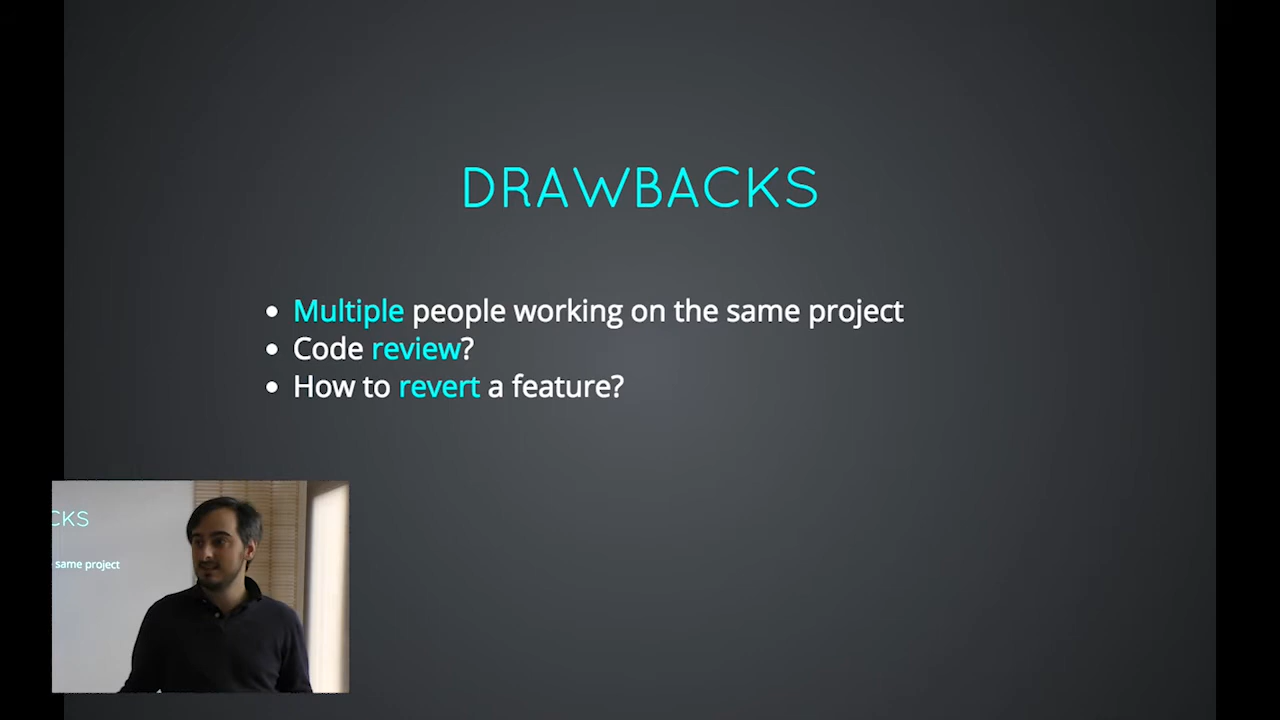 DRAWBACKS
• Multiple people working on the same project
• Code review?
• How to revert a feature?
CKS
same project